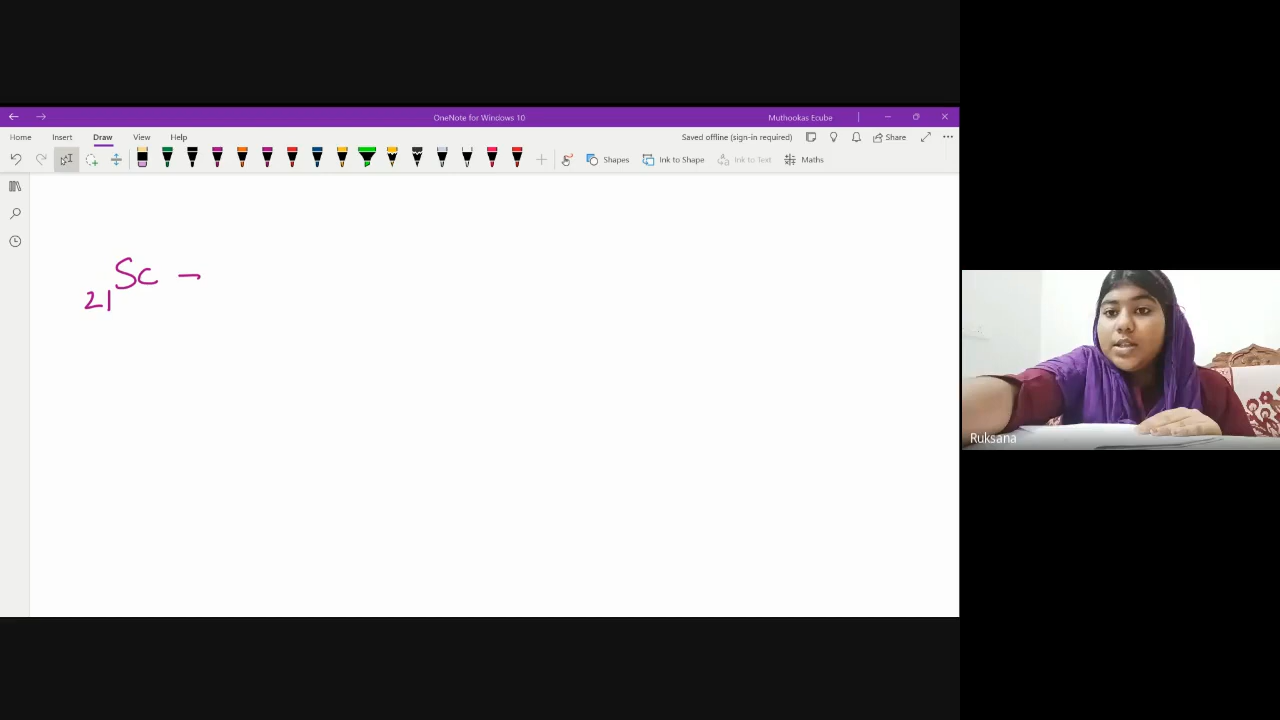 OneNote for Windows 10
Muthookas Ecube
Home Insert Draw View Help
Saved offline (sign-in required)
Share
Shapes
Ink to Shape
Ink to Text
Maths
21Sc –
Ruksana